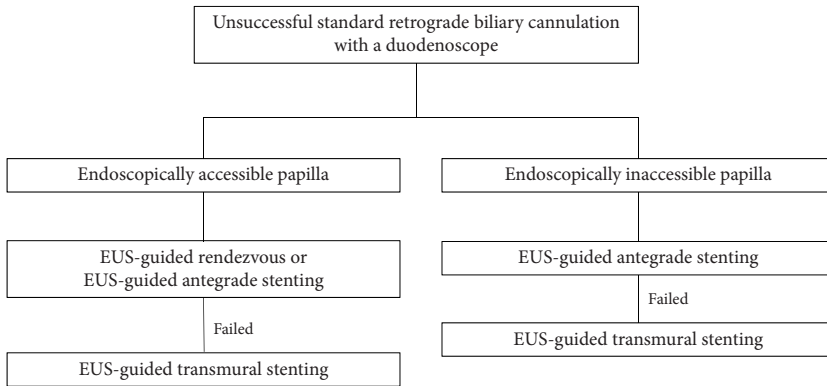 Unsuccessful standard retrograde biliary cannulation
with a duodenoscope
Endoscopically accessible papilla
Endoscopically inaccessible papilla
EUS-guided rendezvous or
EUS-guided antegrade stenting
EUS-guided antegrade stenting
Failed
Failed
EUS-guided transmural stenting
EUS-guided transmural stenting